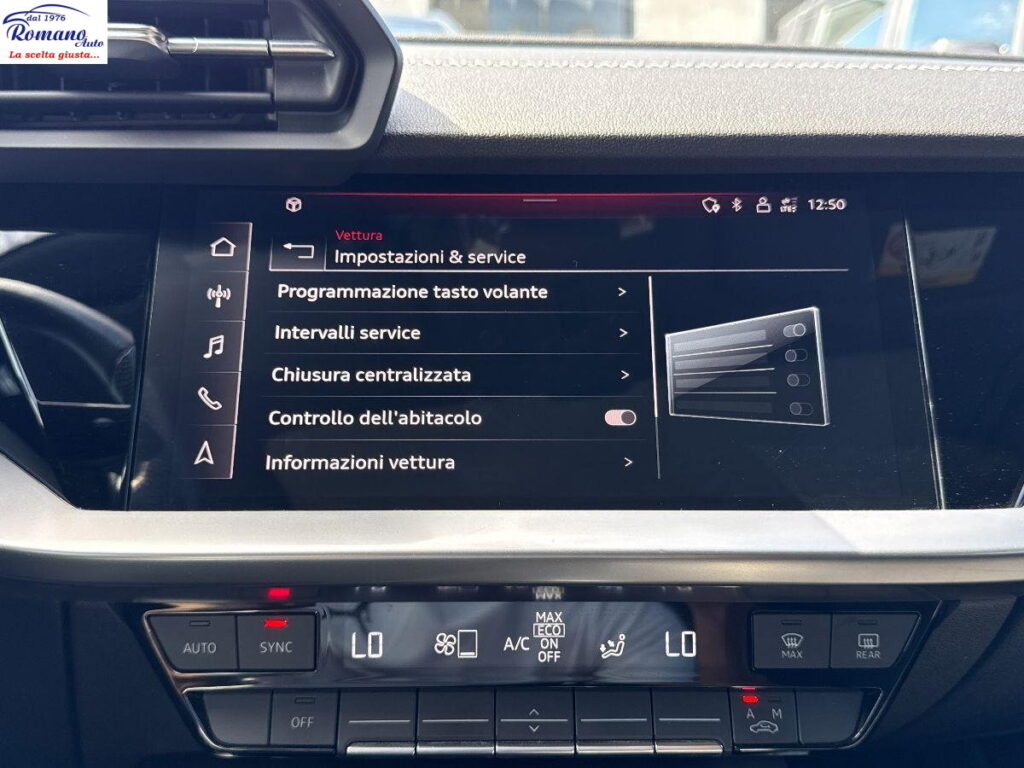 dal 1976
Romano
Auto
La scelta giusta...
12:50
Vettura
Impostazioni & service
Programmazione tasto volante >
Intervalli service >
Chiusura centralizzata >
Controllo dell'abitacolo
Informazioni vettura >
AUTO
SYNC
LO
A/C
MAX
ECO
ON
OFF
LO
MAX
REAR
OFF
A M